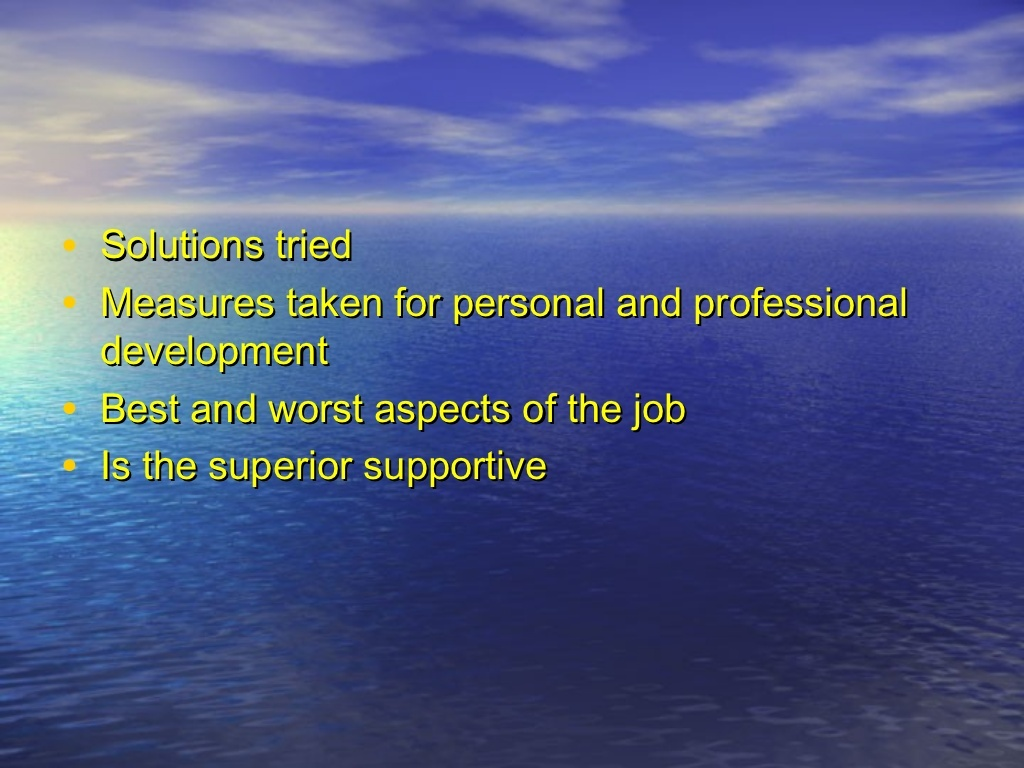 • Solutions tried
• Measures taken for personal and professional
development
• Best and worst aspects of the job
• Is the superior supportive